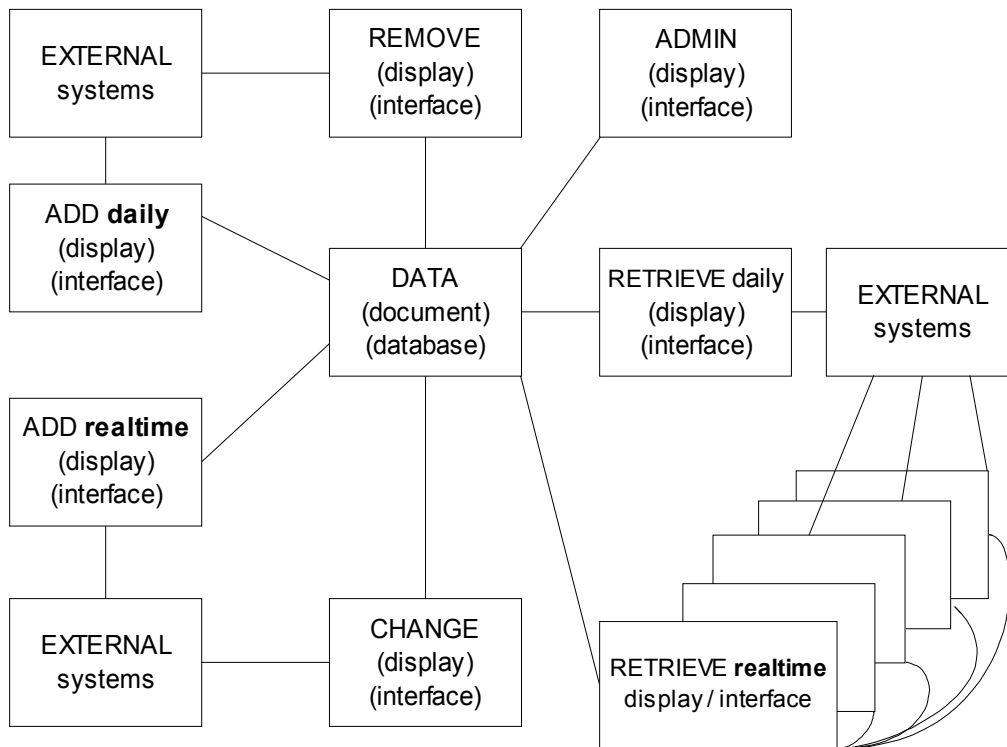 EXTERNAL
systems
REMOVE
(display)
(interface)
ADMIN
(display)
(interface)
ADD daily
(display)
(interface)
DATA
(document)
(database)
RETRIEVE daily
(display)
(interface)
EXTERNAL
systems
ADD realtime
(display)
(interface)
EXTERNAL
systems
CHANGE
(display)
(interface)
RETRIEVE realtime
display / interface